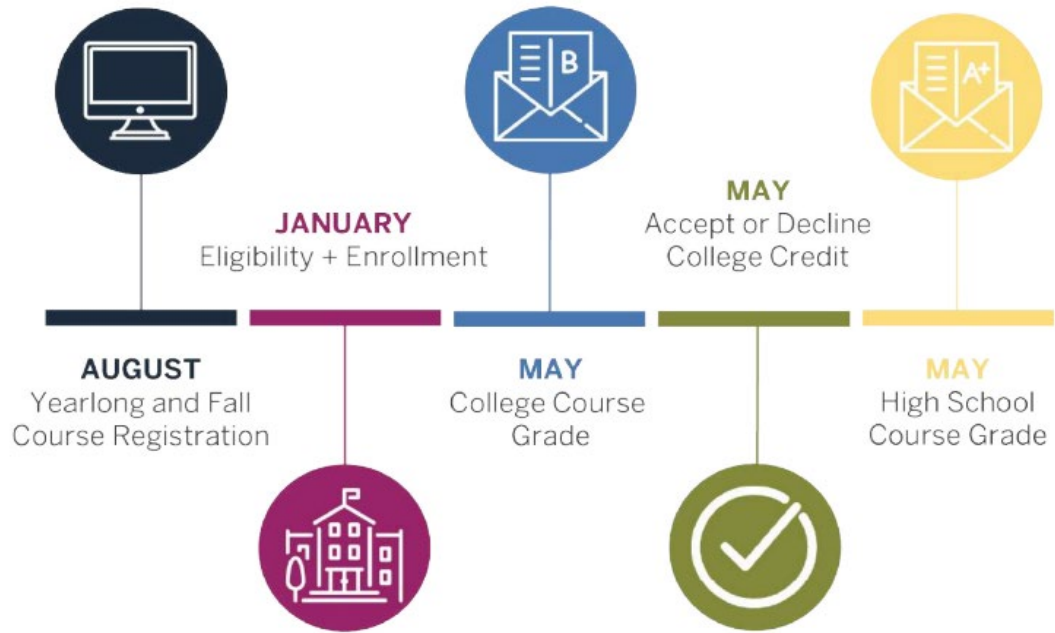 B
A+
JANUARY
Eligibility + Enrollment
MAY
Accept or Decline
College Credit
AUGUST
Yearlong and Fall
Course Registration
MAY
College Course
Grade
MAY
High School
Course Grade